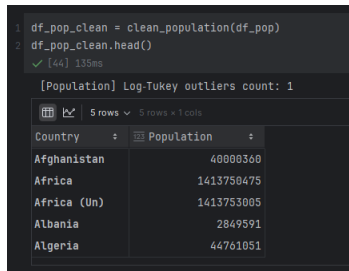 1 df_pop_clean = clean_population(df_pop)
2 df_pop_clean.head()
✓ [44] 135ms
[Population] Log-Tukey outliers count: 1
5 rows 5 rows × 1 cols
Country Population
Afghanistan 40000360
Africa 1413750475
Africa (Un) 1413753005
Albania 2849591
Algeria 44761051